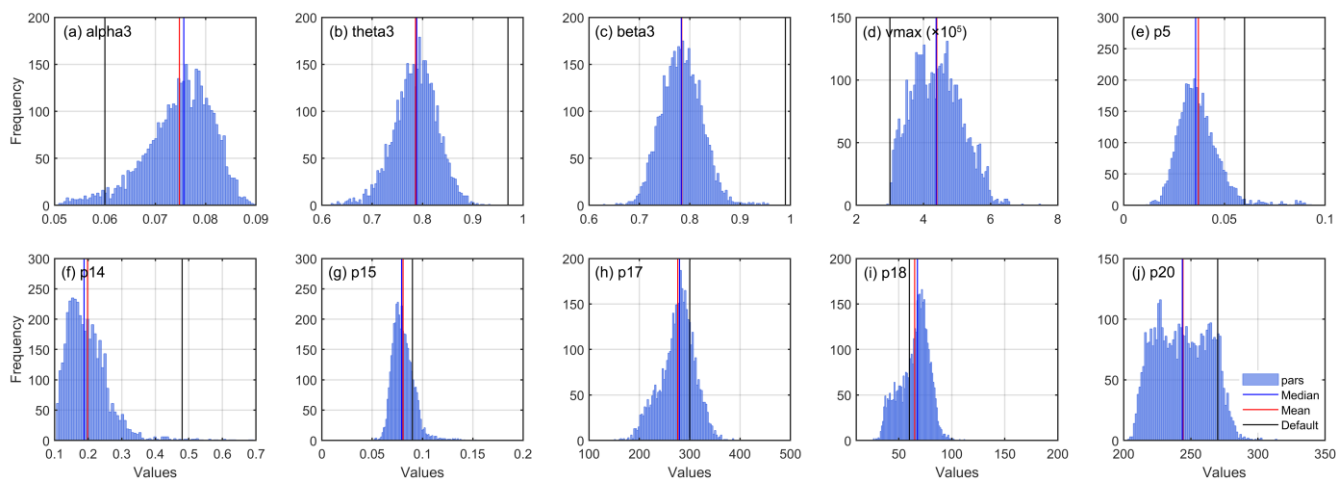 (a) alpha3
(b) theta3
(c) beta3
(d) vmax (×10⁵)
(e) p5
Frequency
200
150
100
50
0
0.05 0.06 0.07 0.08 0.09
200
150
100
50
0
0.6 0.7 0.8 0.9 1
200
150
100
50
0
0.6 0.7 0.8 0.9 1
150
100
50
0
2 4 6 8
300
250
200
150
100
50
0
0 0.05 0.1
(f) p14
(g) p15
(h) p17
(i) p18
(j) p20
Frequency
300
250
200
150
100
50
0
0.1 0.2 0.3 0.4 0.5 0.6 0.7
Values
300
250
200
150
100
50
0
0 0.05 0.1 0.15 0.2
Values
200
150
100
50
0
100 200 300 400 500
Values
200
150
100
50
0
50 100 150 200
Values
150
100
50
0
200 250 300 350
Values
pars
Median
Mean
Default